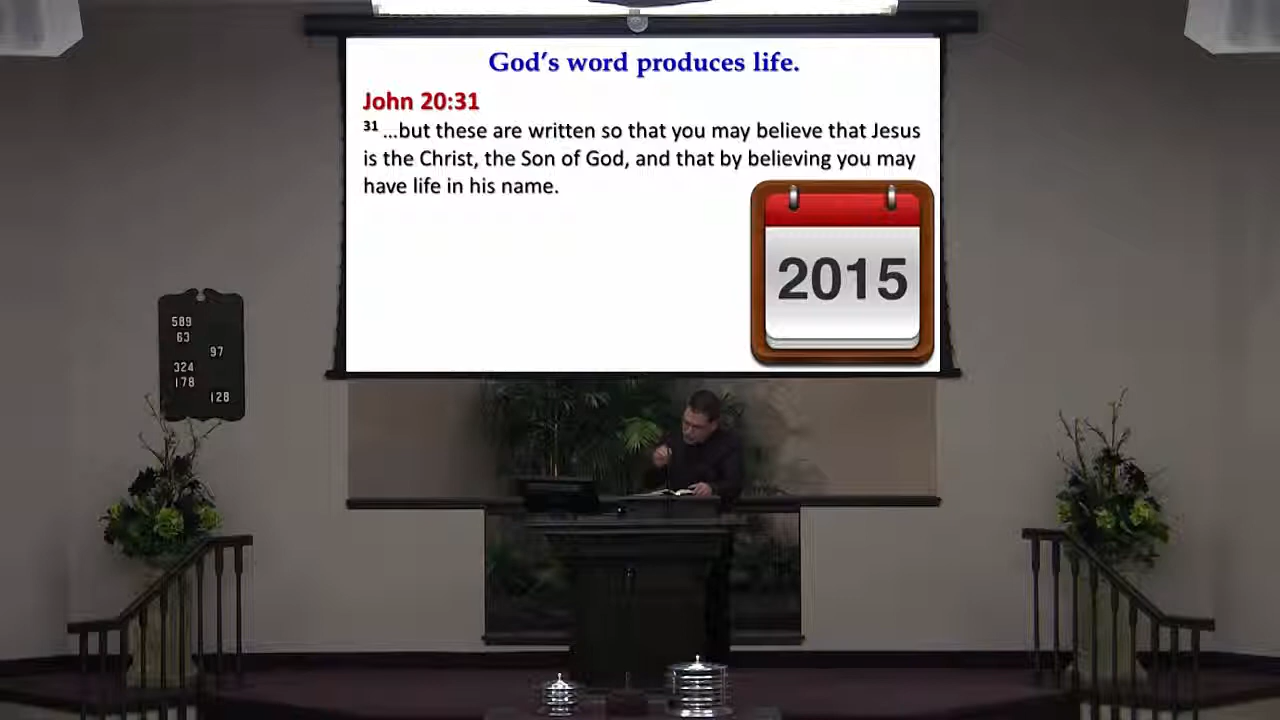 God's word produces life.
John 20:31
31 ...but these are written so that you may believe that Jesus
is the Christ, the Son of God, and that by believing you may
have life in his name.
2015
589
63
97
324
178
128